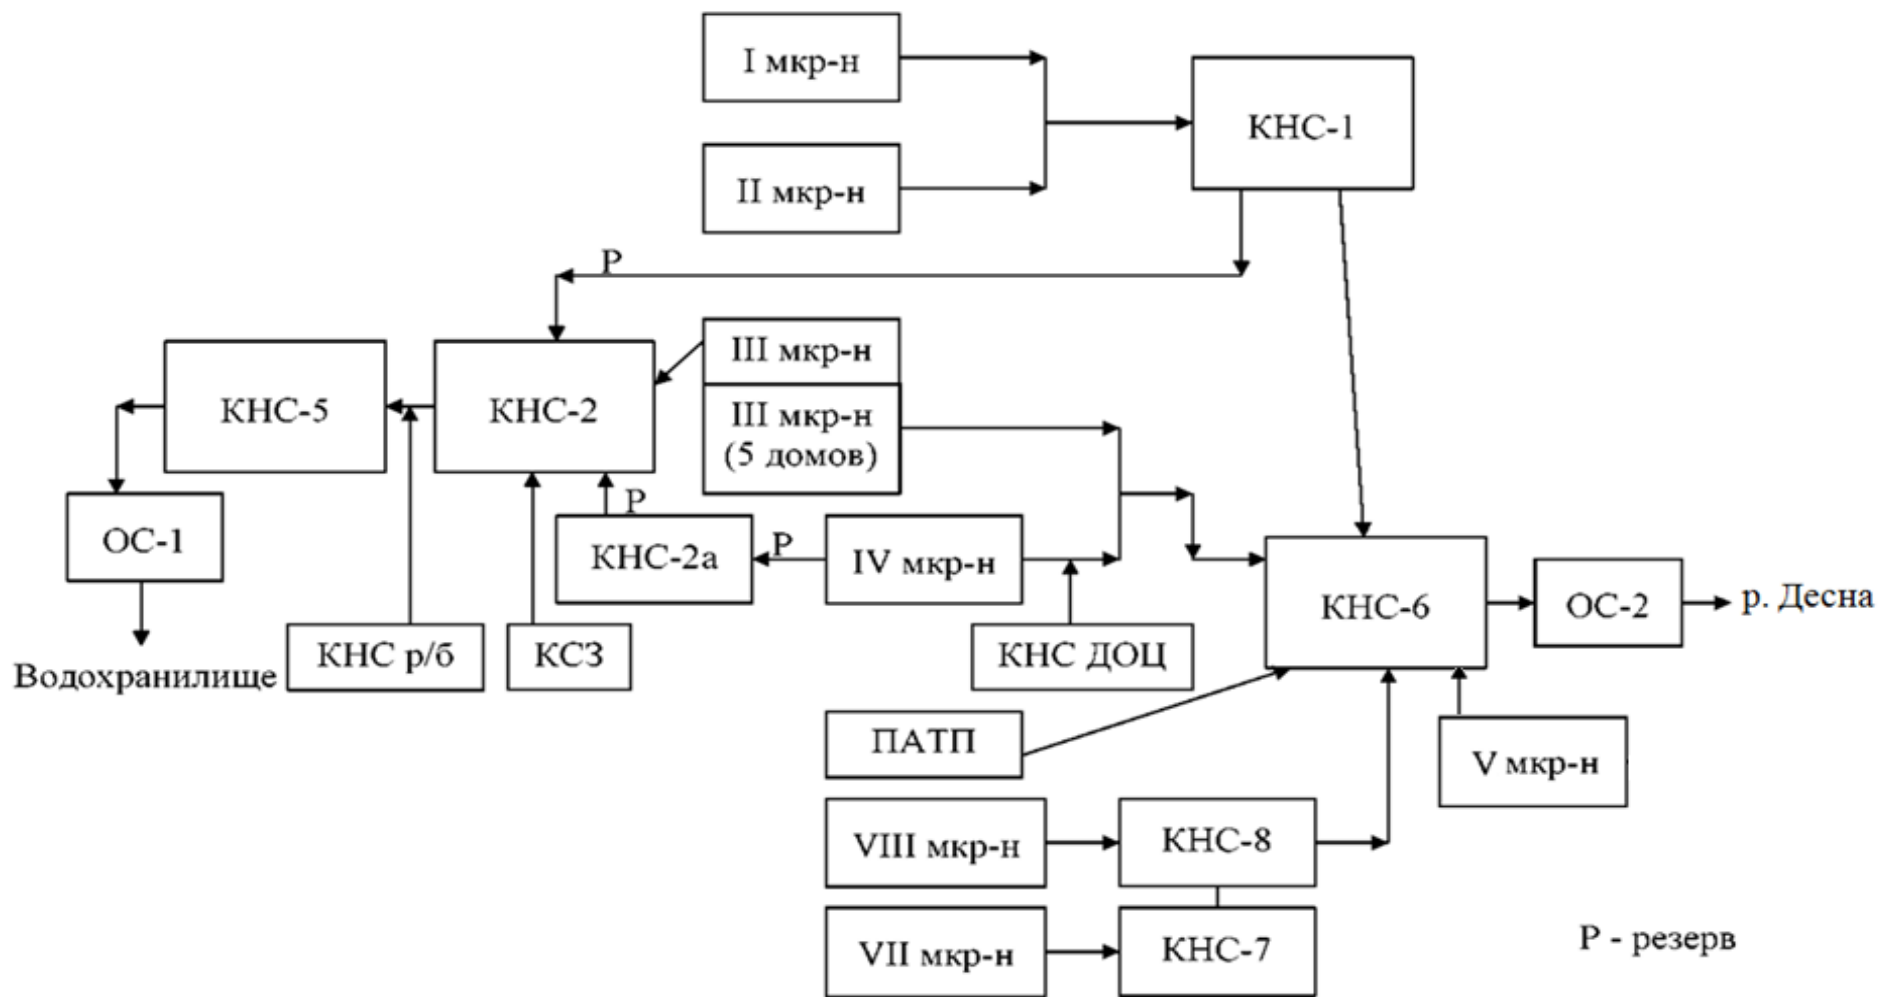 I мкр-н
КНС-1
II мкр-н
Р
III мкр-н
КНС-5
КНС-2
III мкр-н
(5 домов)
Р
ОС-1
КНС-2а
Р
IV мкр-н
КНС-6
ОС-2
р. Десна
Водохранилище
КНС р/б
КСЗ
КНС ДОЦ
ПАТП
V мкр-н
VIII мкр-н
КНС-8
VII мкр-н
КНС-7
Р - резерв